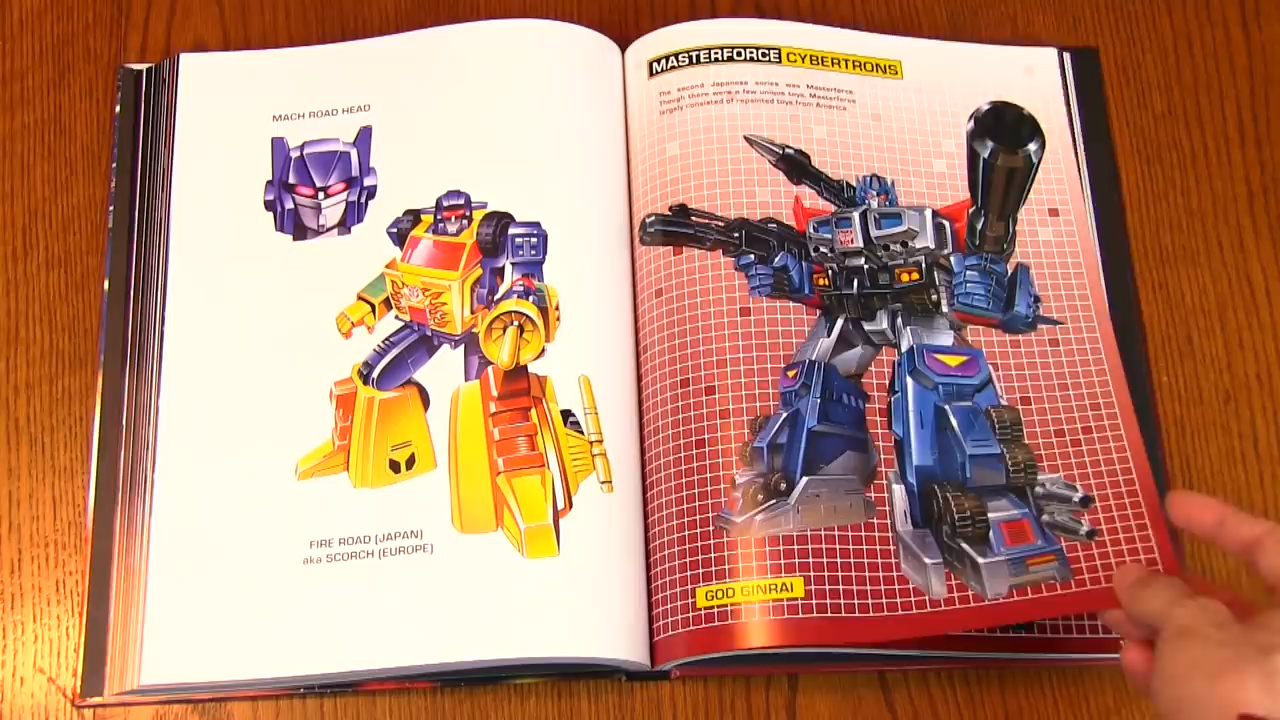 MACH ROAD HEAD
FIRE ROAD (JAPAN)
aka SCORCH (EUROPE)
MASTERFORCE CYBERTRONS
The second Japanese series was Masterforce.
Though there were a few unique toys, Masterforce
largely consisted of repainted toys from America.
GOD GINRAI